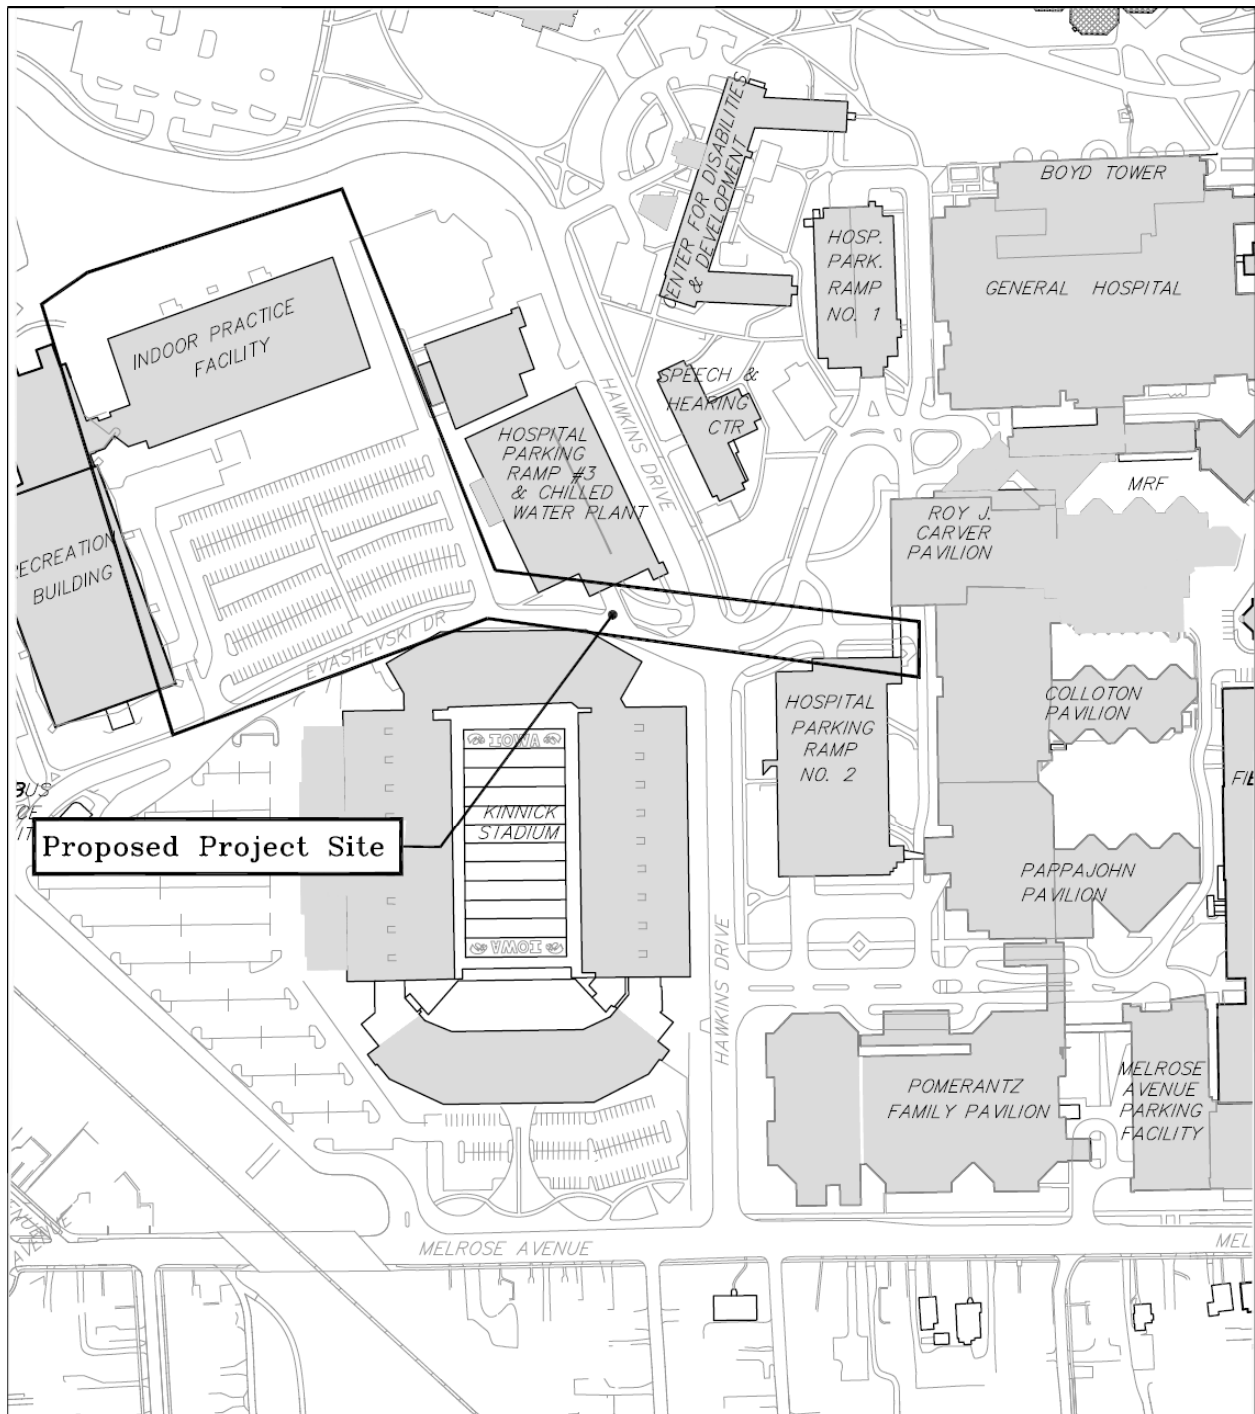 CENTER FOR DISABILITIES
& DEVELOPMENT
BOYD TOWER
HOSP.
PARK.
RAMP
NO. 1
GENERAL HOSPITAL
INDOOR PRACTICE
FACILITY
SPEECH &
HEARING
CTR
HAWKINS DRIVE
HOSPITAL
PARKING
RAMP #3
& CHILLED
WATER PLANT
MRF
ROY J.
CARVER
PAVILION
RECREATION
BUILDING
EVASHEVSKI DR
COLLOTON
PAVILION
HOSPITAL
PARKING
RAMP
NO. 2
IOWA
KINNICK
STADIUM
IOWA
BUS
Proposed Project Site
PAPPAJOHN
PAVILION
HAWKINS DRIVE
POMERANTZ
FAMILY PAVILION
MELROSE
AVENUE
PARKING
FACILITY
AVENUE
MELROSE AVENUE
MEL